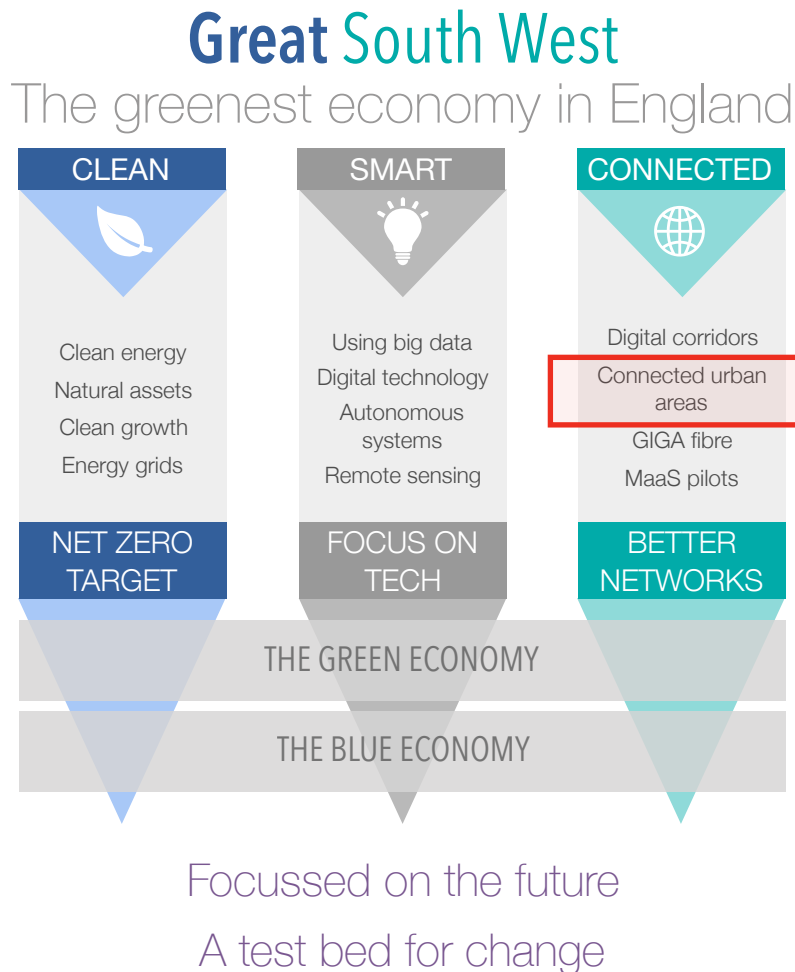 Great South West
The greenest economy in England
CLEAN
Clean energy
Natural assets
Clean growth
Energy grids
NET ZERO
TARGET
SMART
Using big data
Digital technology
Autonomous
systems
Remote sensing
FOCUS ON
TECH
CONNECTED
Digital corridors
Connected urban
areas
GIGA fibre
MaaS pilots
BETTER
NETWORKS
THE GREEN ECONOMY
THE BLUE ECONOMY
Focussed on the future
A test bed for change